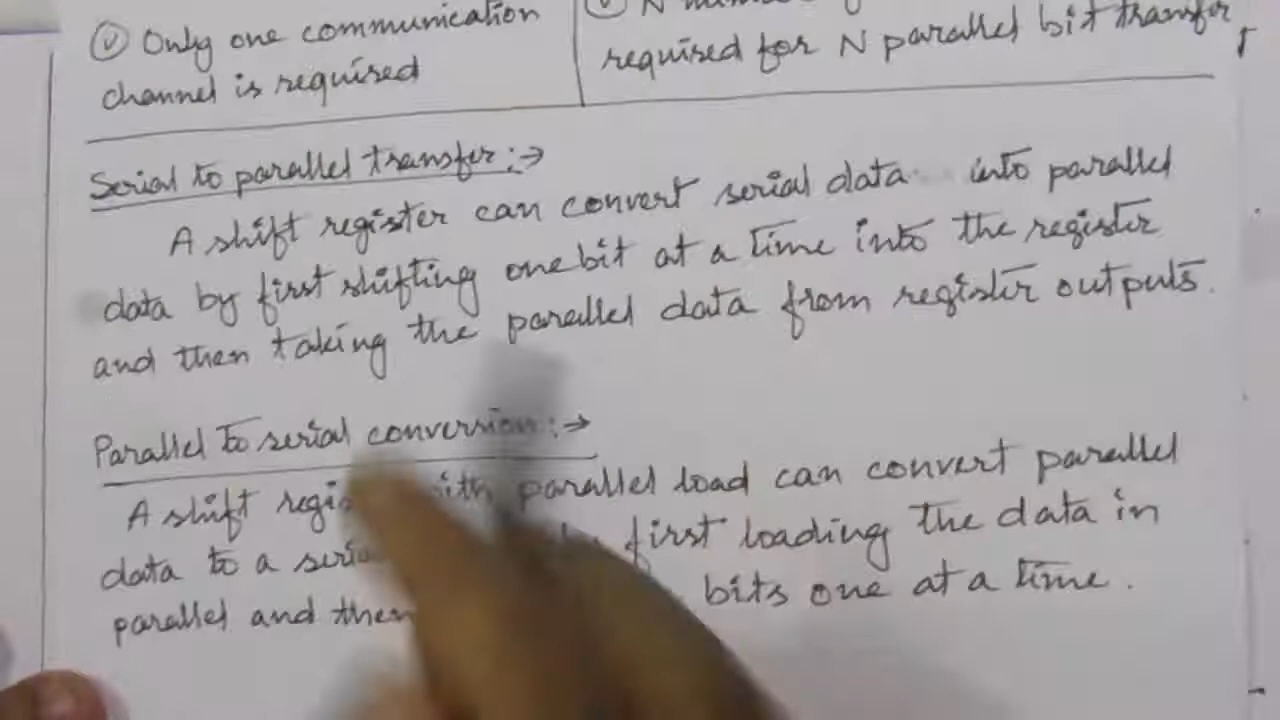 (v) Only one communication
channel is required
(v) N
required for N parallel bit transfer
Serial to parallel transfer :→
A shift register can convert serial data into parallel
data by first shifting one bit at a time into the register
and then taking the parallel data from register outputs.
Parallel to serial conversion :→
A shift with parallel load can convert parallel
data to a first loading the data in
parallel and then bits one at a time.